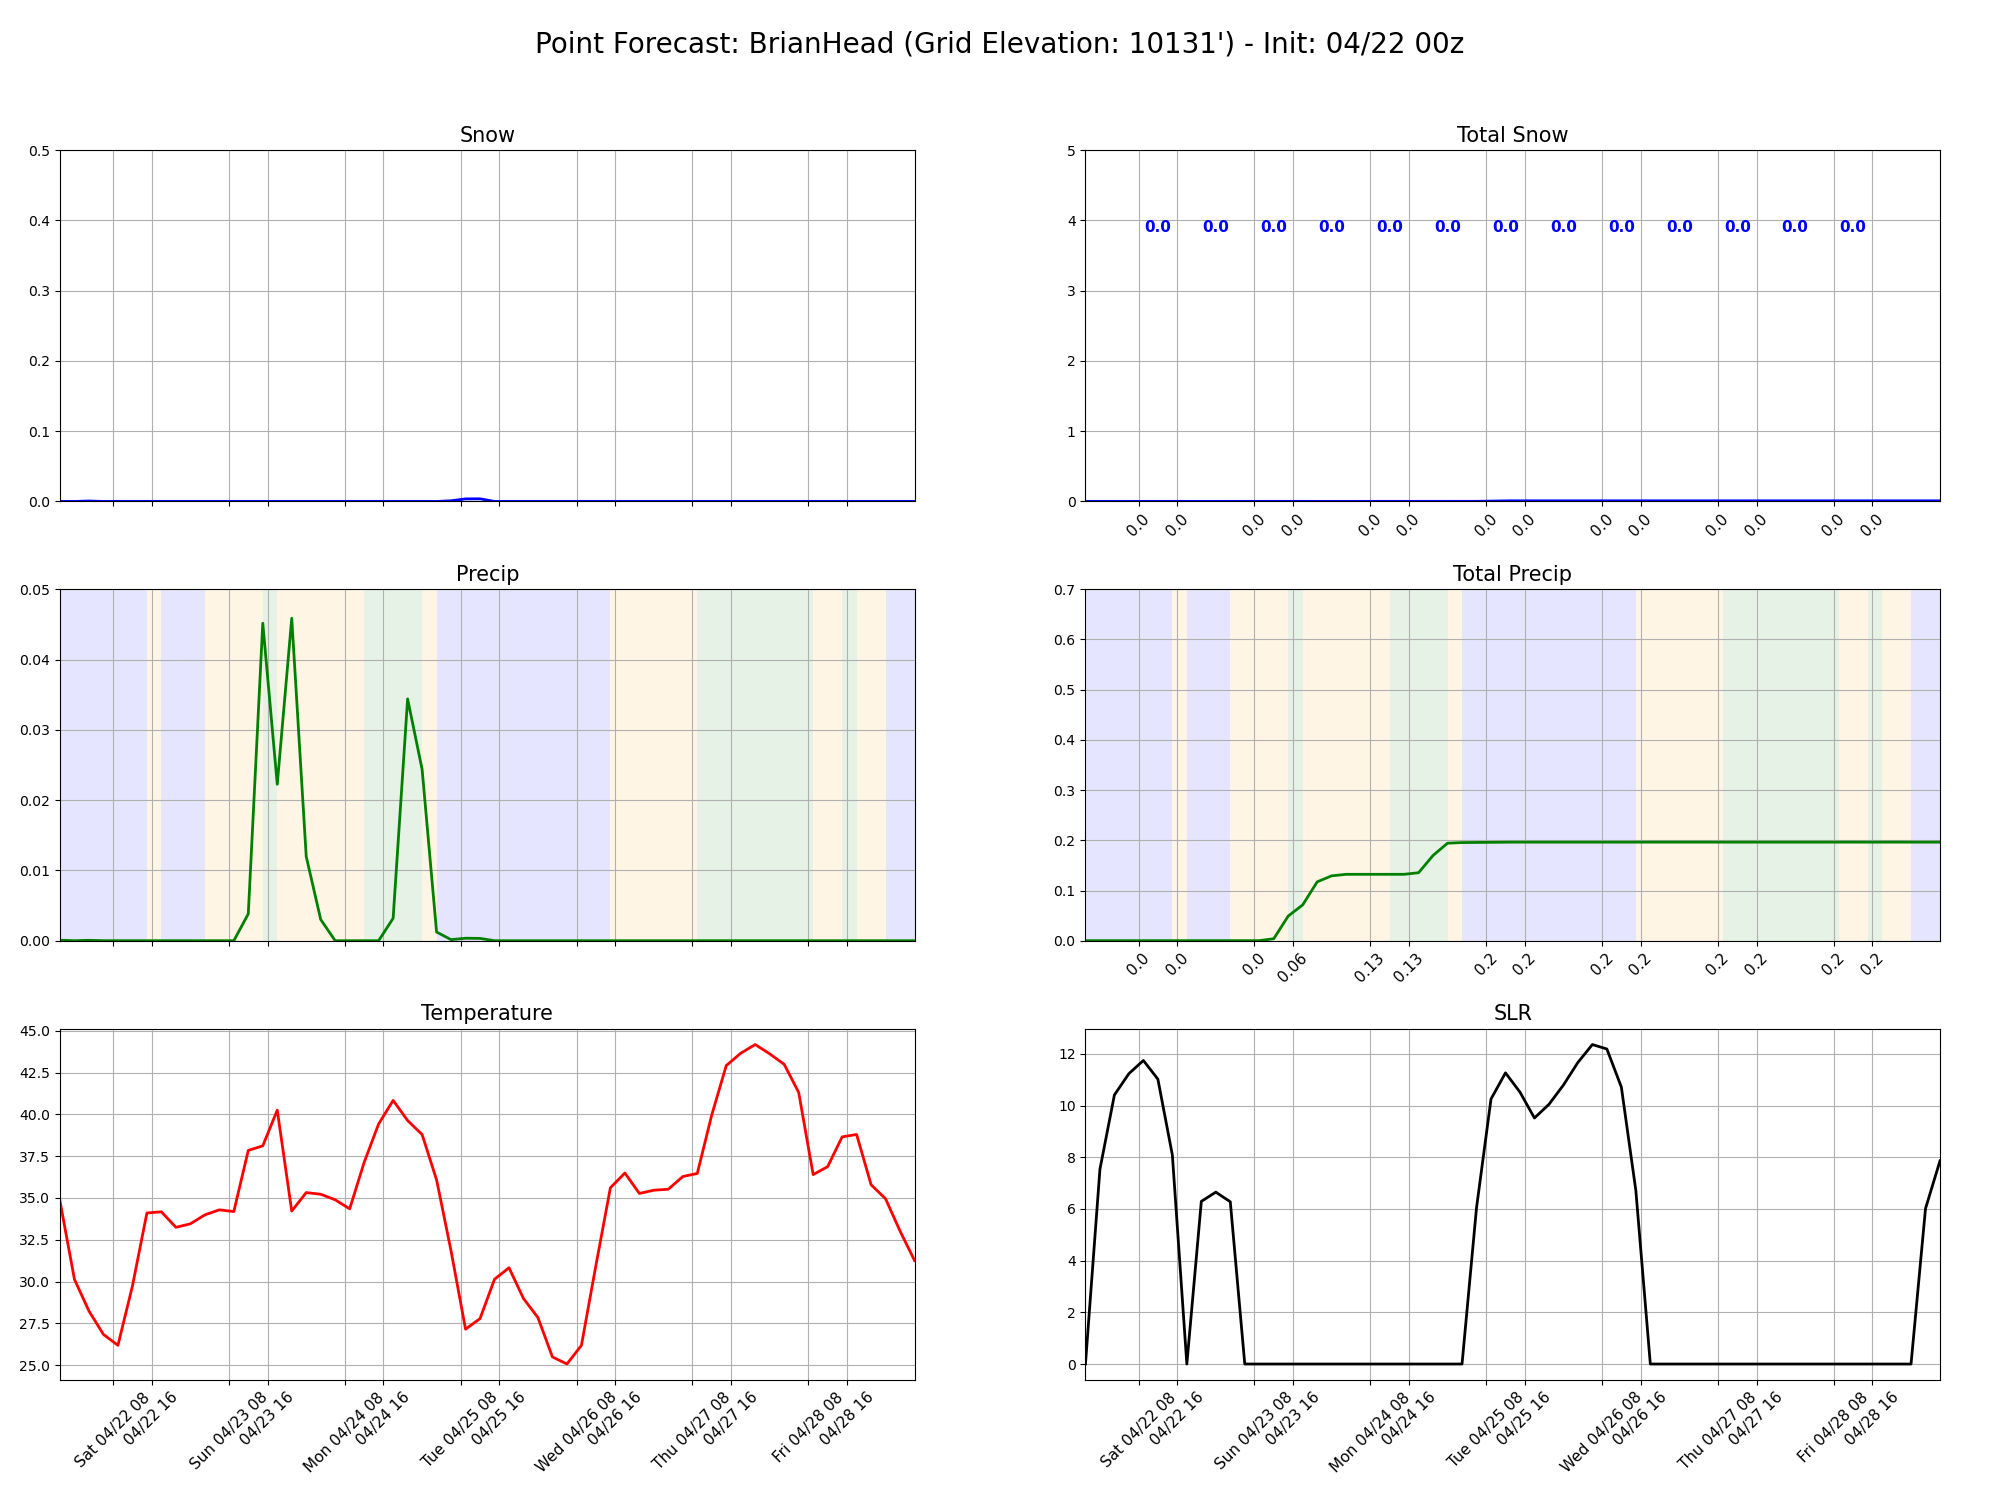 Point Forecast: BrianHead (Grid Elevation: 10131') - Init: 04/22 00z
Snow
0.5
0.4
0.3
0.2
0.1
0.0
Total Snow
5
4
3
2
1
0
0.0 0.0 0.0 0.0 0.0 0.0 0.0 0.0 0.0 0.0 0.0 0.0 0.0
0.0 0.0 0.0 0.0 0.0 0.0 0.0 0.0 0.0 0.0 0.0 0.0 0.0 0.0
Precip
0.05
0.04
0.03
0.02
0.01
0.00
Total Precip
0.7
0.6
0.5
0.4
0.3
0.2
0.1
0.0
0.0 0.0 0.0 0.06 0.13 0.13 0.2 0.2 0.2 0.2 0.2 0.2 0.2 0.2
Temperature
45.0
42.5
40.0
37.5
35.0
32.5
30.0
27.5
25.0
Sat 04/22 08
04/22 16
Sun 04/23 08
04/23 16
Mon 04/24 08
04/24 16
Tue 04/25 08
04/25 16
Wed 04/26 08
04/26 16
Thu 04/27 08
04/27 16
Fri 04/28 08
04/28 16
SLR
12
10
8
6
4
2
0
Sat 04/22 08
04/22 16
Sun 04/23 08
04/23 16
Mon 04/24 08
04/24 16
Tue 04/25 08
04/25 16
Wed 04/26 08
04/26 16
Thu 04/27 08
04/27 16
Fri 04/28 08
04/28 16